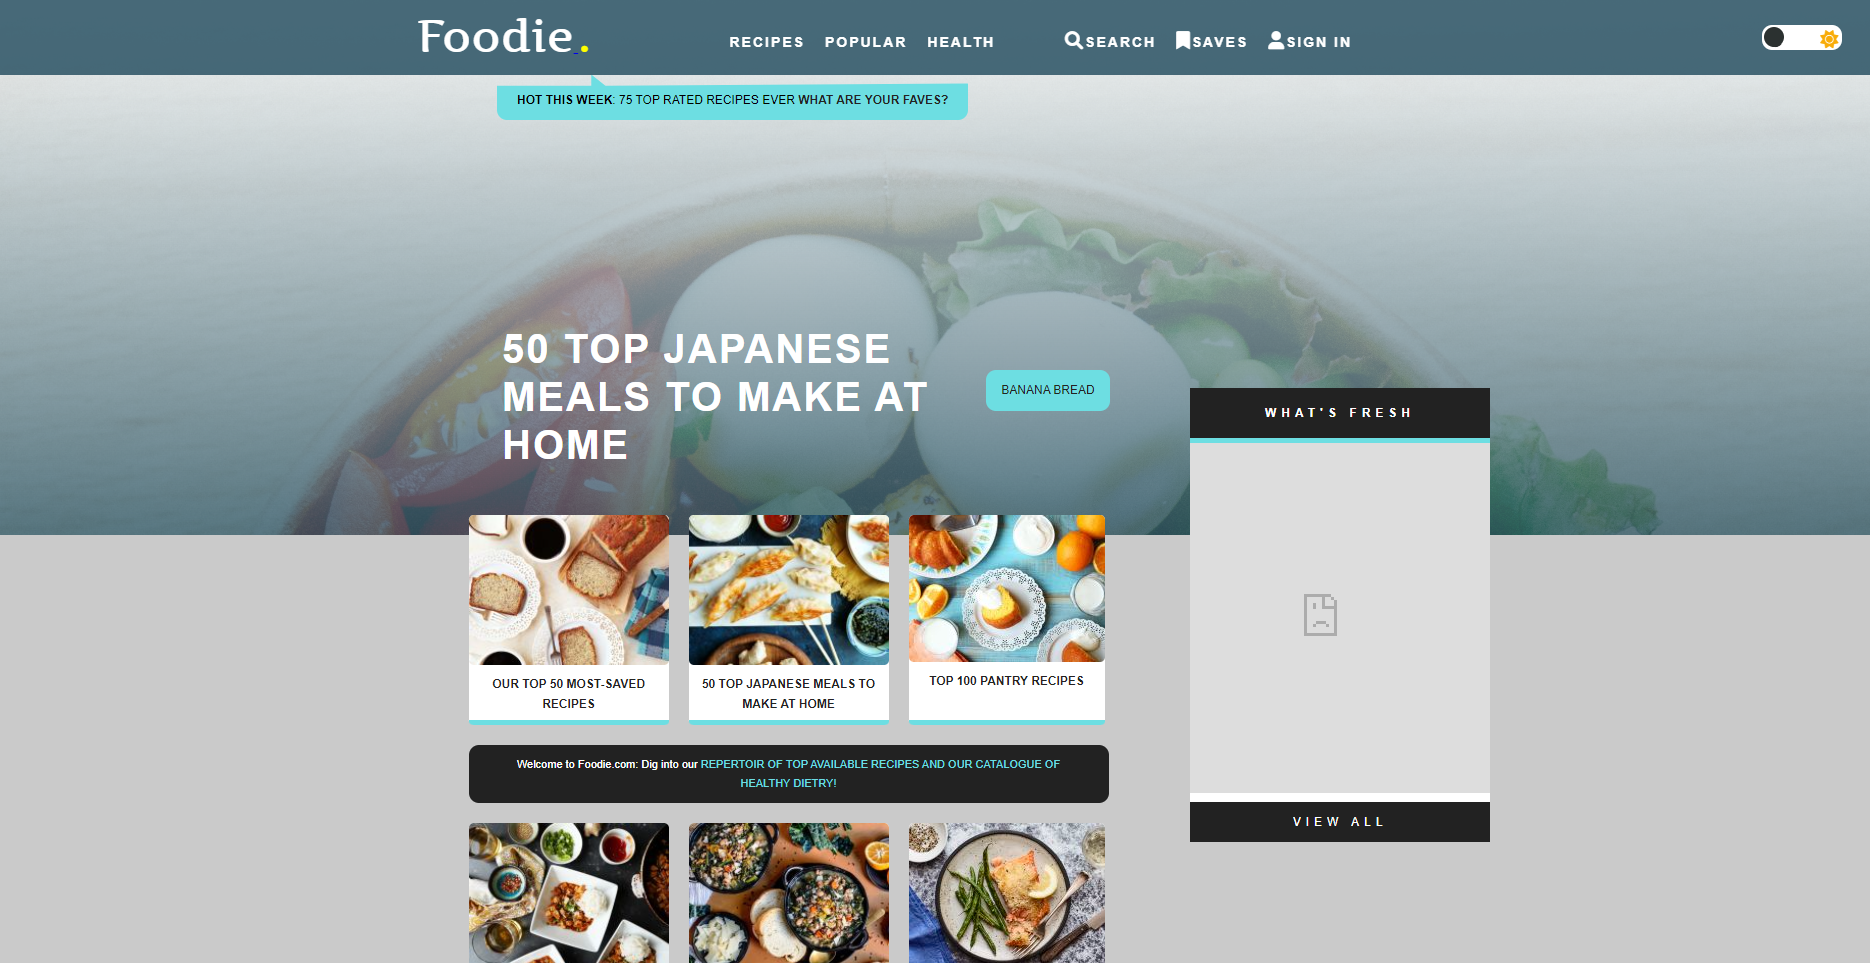 Foodie.
RECIPES POPULAR HEALTH
SEARCH SAVES SIGN IN
HOT THIS WEEK: 75 TOP RATED RECIPES EVER WHAT ARE YOUR FAVES?
50 TOP JAPANESE
MEALS TO MAKE AT
HOME
BANANA BREAD
WHAT'S FRESH
OUR TOP 50 MOST-SAVED
RECIPES
50 TOP JAPANESE MEALS TO
MAKE AT HOME
TOP 100 PANTRY RECIPES
Welcome to Foodie.com: Dig into our REPERTOIR OF TOP AVAILABLE RECIPES AND OUR CATALOGUE OF
HEALTHY DIETRY!
VIEW ALL